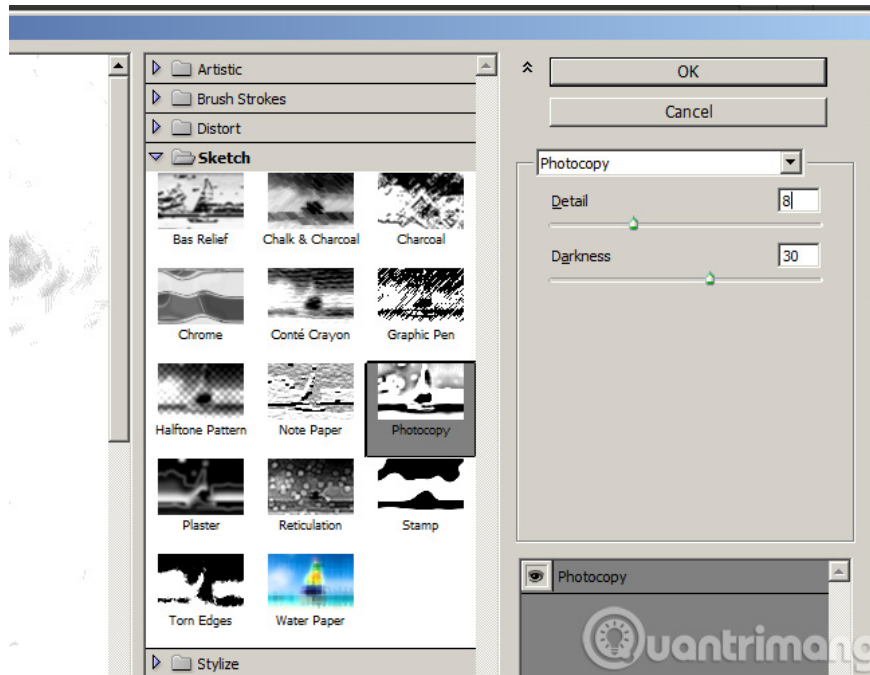 Artistic
Brush Strokes
Distort
Sketch
Bas Relief Chalk & Charcoal Charcoal
Chrome Conté Crayon Graphic Pen
Halftone Pattern Note Paper Photocopy
Plaster Reticulation Stamp
Torn Edges Water Paper
Stylize
OK
Cancel
Photocopy
Detail 8
Darkness 30
Photocopy
Quantrimang